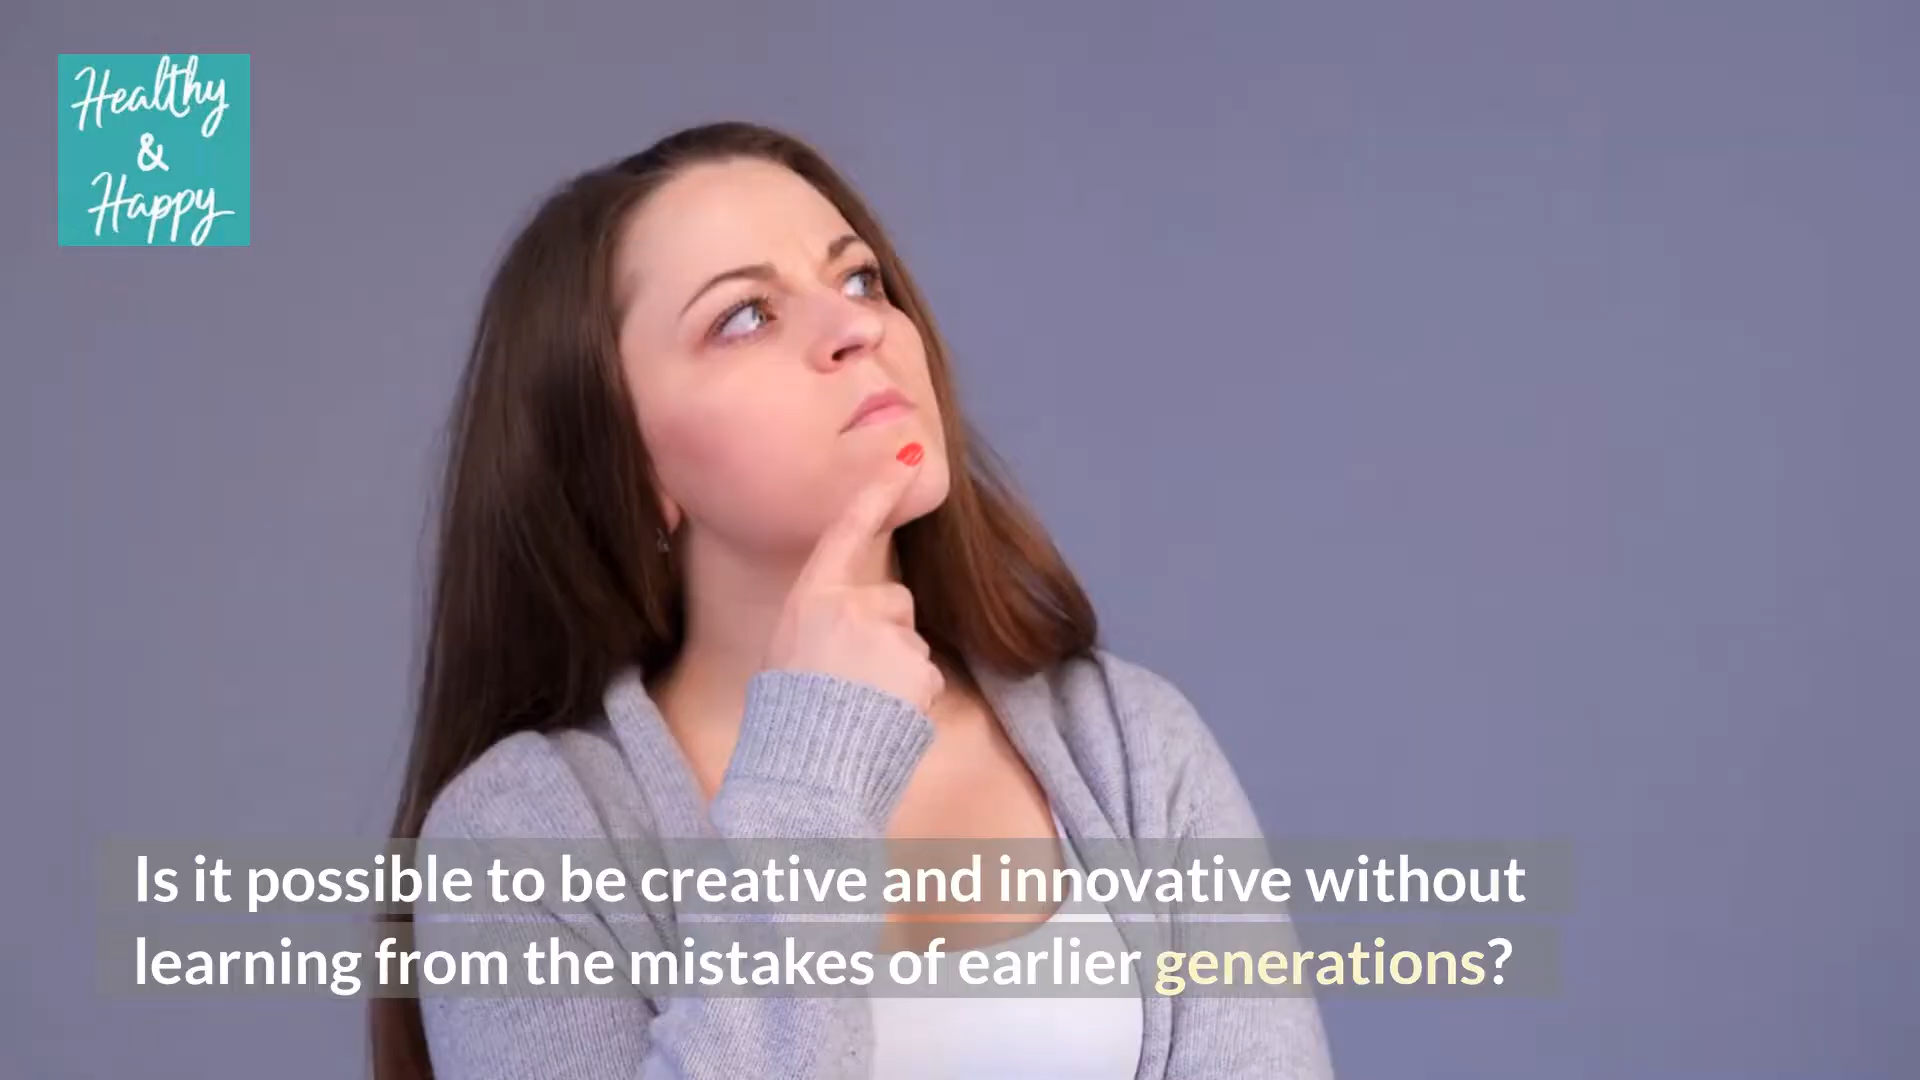 Healthy
&
Happy
Is it possible to be creative and innovative without
learning from the mistakes of earlier generations?